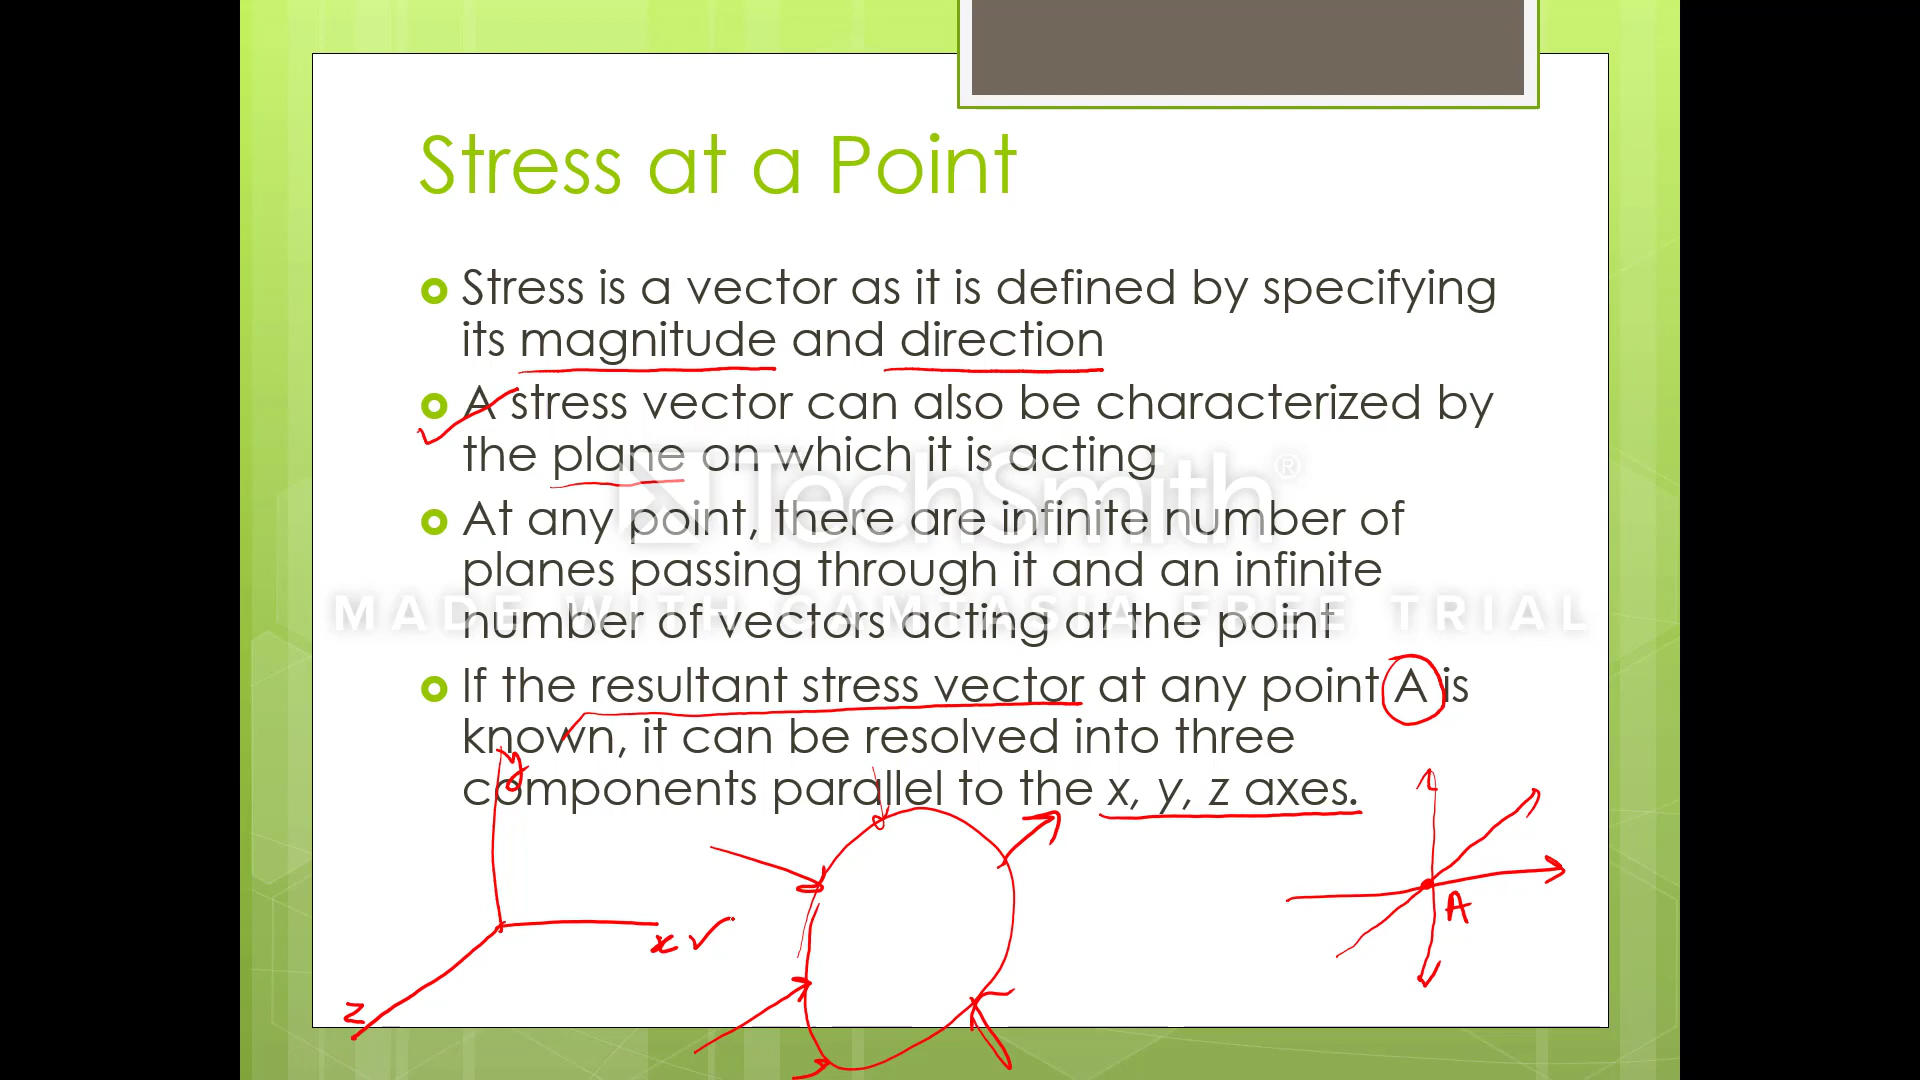 Stress at a Point
Stress is a vector as it is defined by specifying
its magnitude and direction
A stress vector can also be characterized by
the plane on which it is acting
TechSmith®
At any point, there are infinite number of
planes passing through it and an infinite
MADE WITH CAMTASIA FREE TRIAL
number of vectors acting at the point
If the resultant stress vector at any point A is
known, it can be resolved into three
components parallel to the x, y, z axes.
y
A
x
z